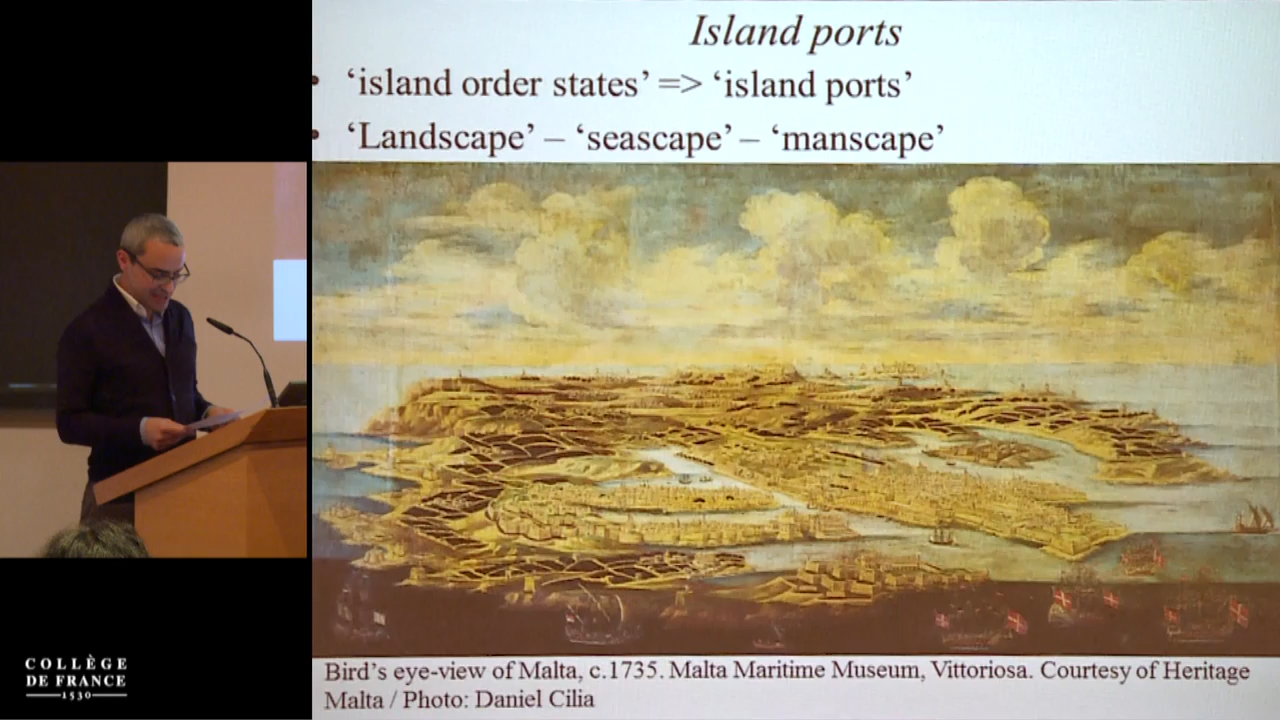 Island ports
• ‘island order states’ => ‘island ports’
• ‘Landscape’ – ‘seascape’ – ‘manscape’
Bird’s eye-view of Malta, c.1735. Malta Maritime Museum, Vittoriosa. Courtesy of Heritage
Malta / Photo: Daniel Cilia
COLLÈGE
DE FRANCE
1530